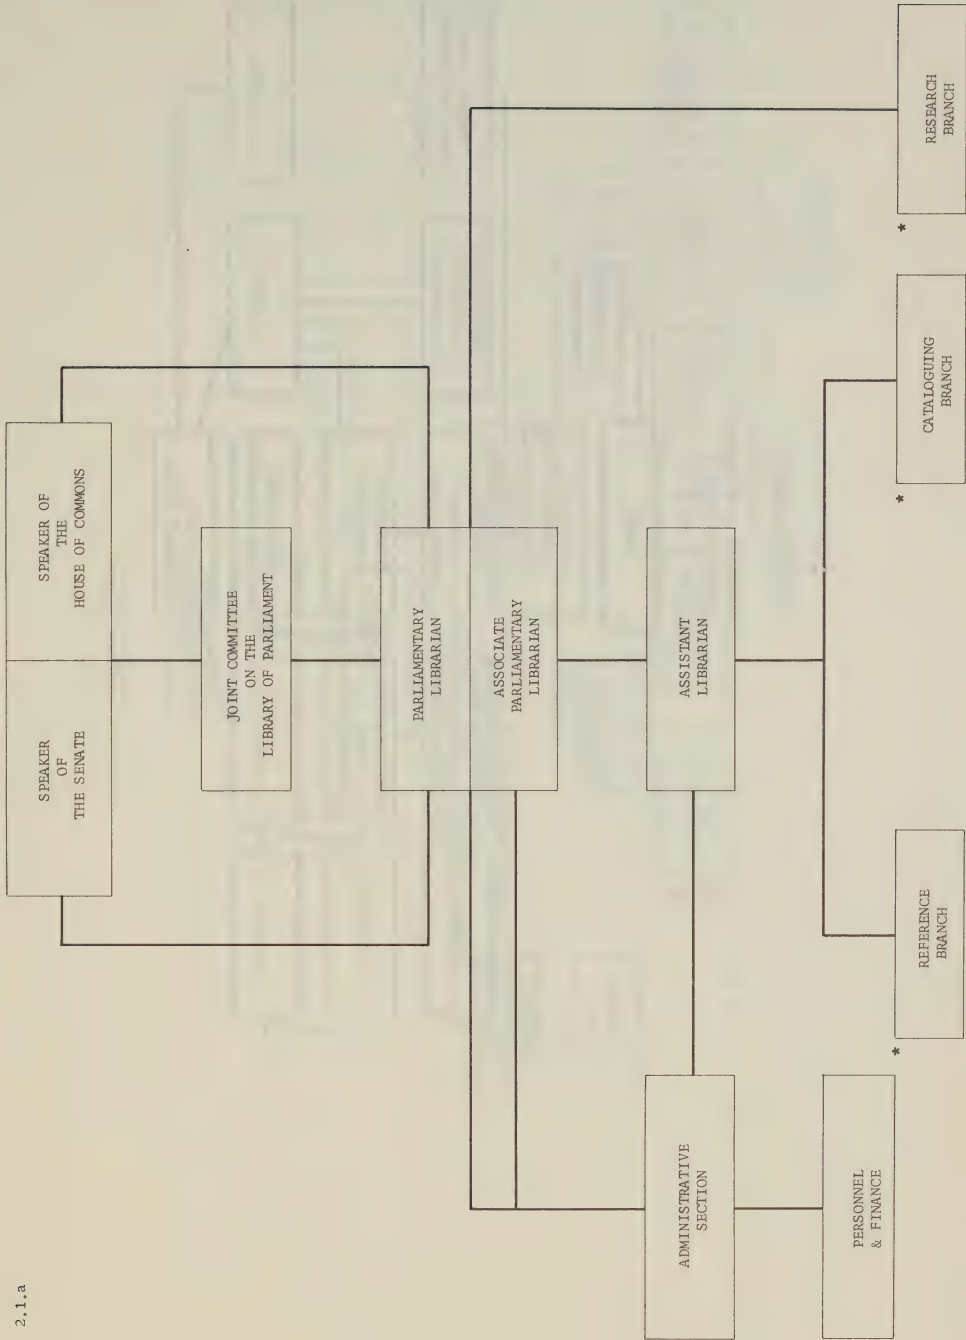 2.1.a
SPEAKER
OF
THE SENATE
SPEAKER OF
THE
HOUSE OF COMMONS
JOINT COMMITTEE
ON THE
LIBRARY OF PARLIAMENT
PARLIAMENTARY
LIBRARIAN
ASSOCIATE
PARLIAMENTARY
LIBRARIAN
ASSISTANT
LIBRARIAN
ADMINISTRATIVE
SECTION
PERSONNEL
& FINANCE
*
REFERENCE
BRANCH
*
CATALOGUING
BRANCH
*
RESEARCH
BRANCH